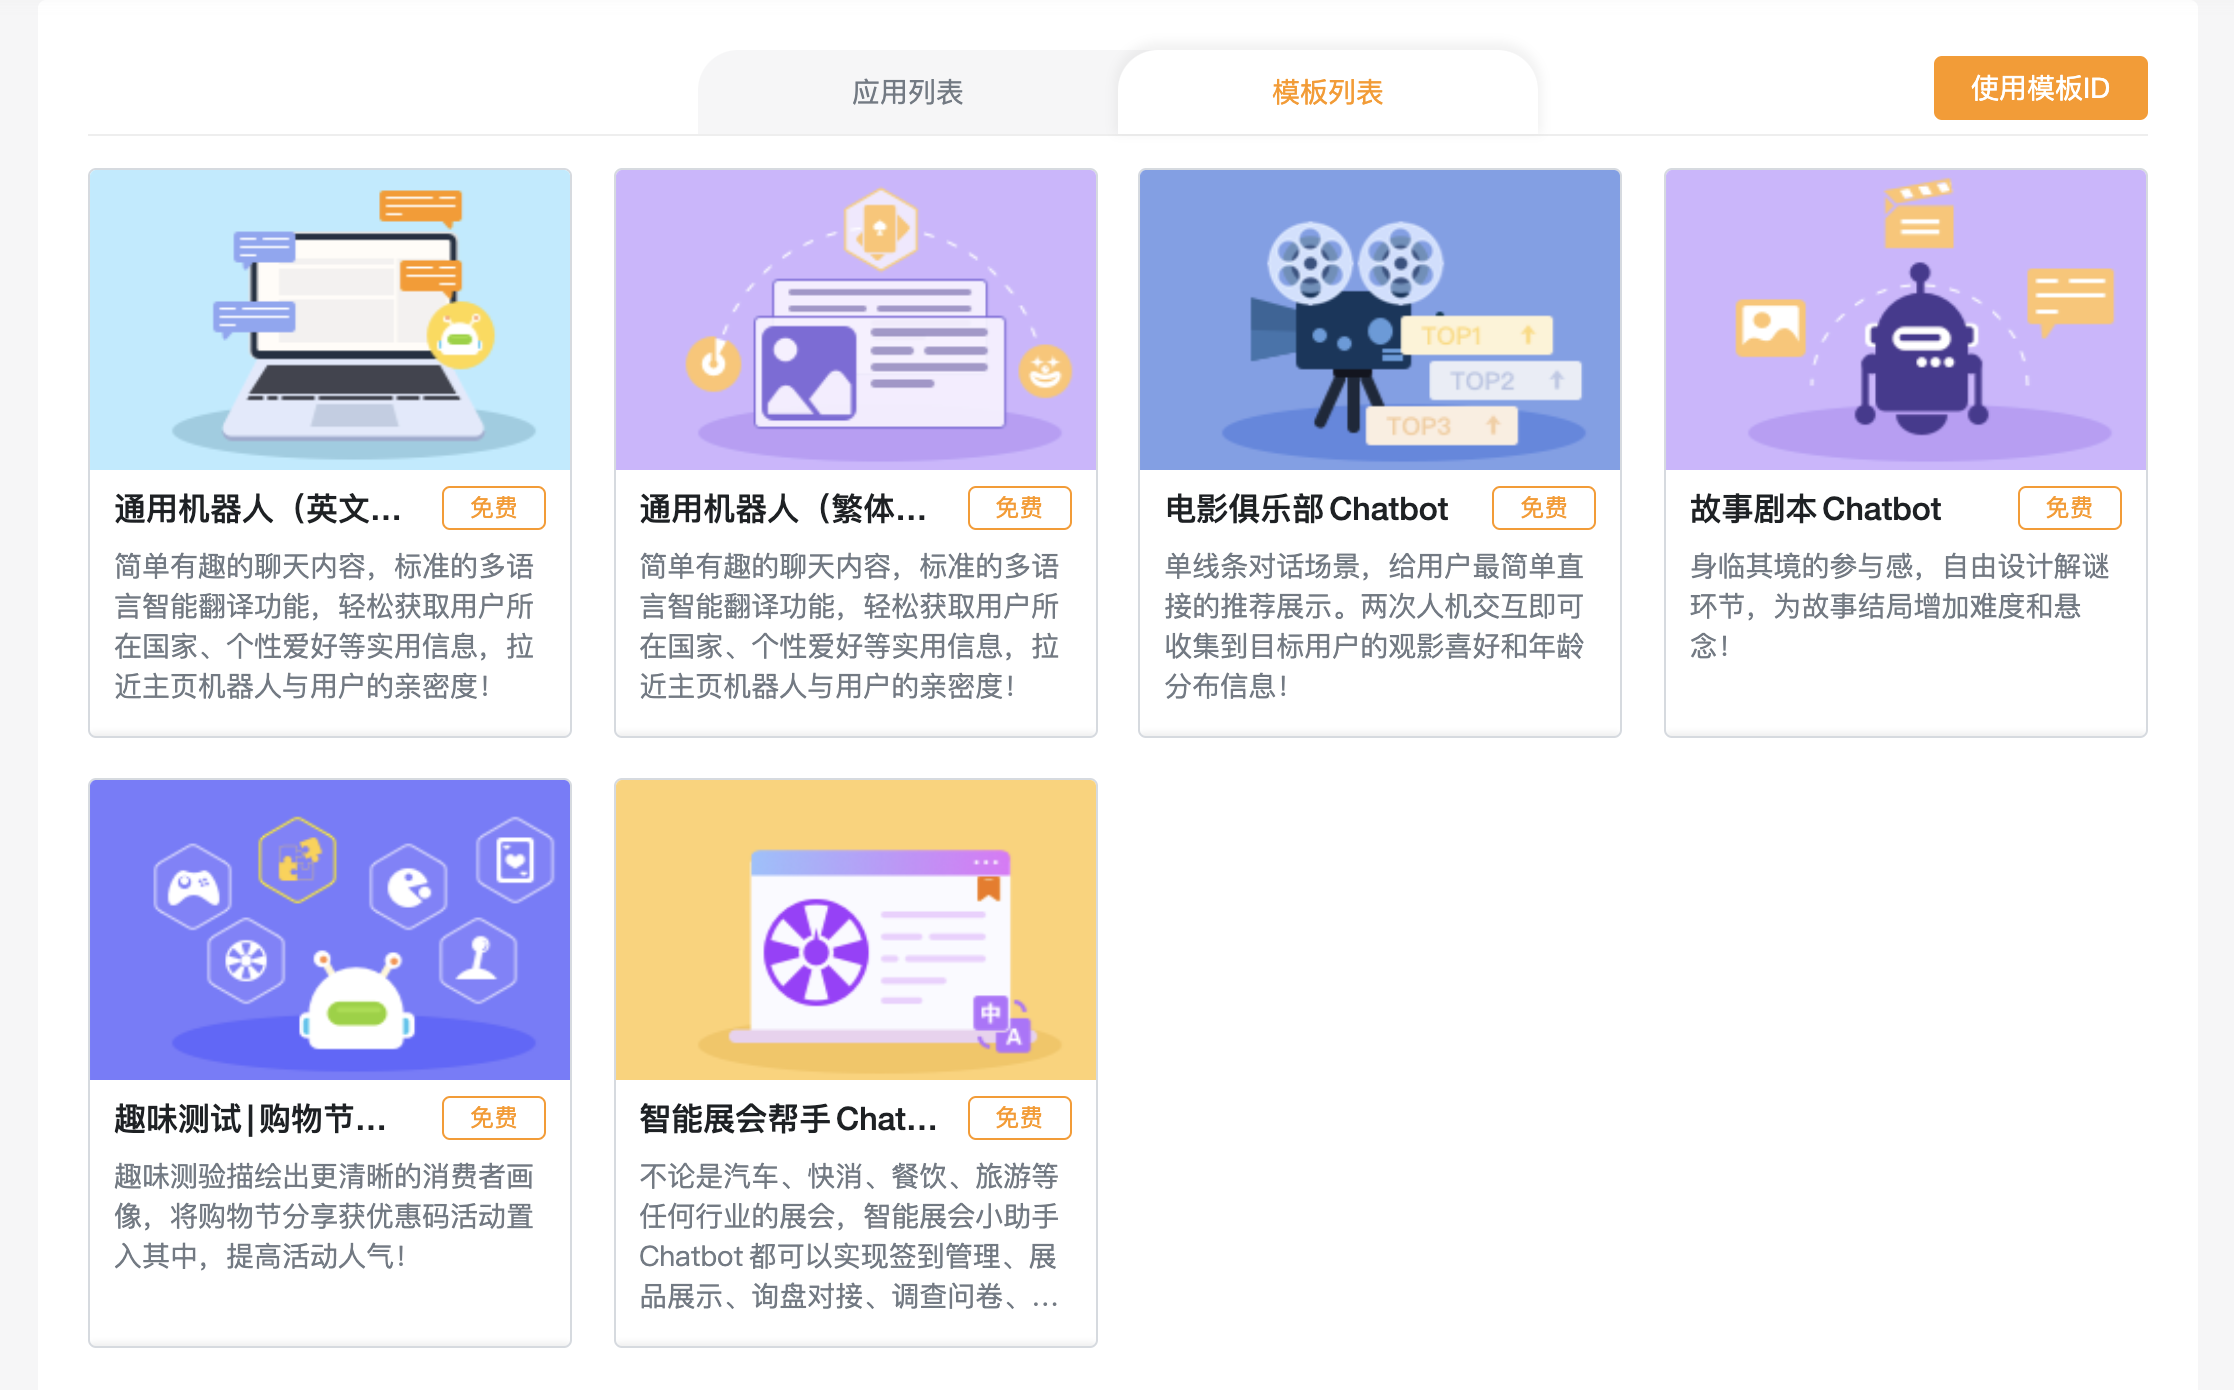 应用列表
模板列表
使用模板ID
TOP1
TOP2
TOP3
通用机器人（英文...
免费
简单有趣的聊天内容，标准的多语
言智能翻译功能，轻松获取用户所
在国家、个性爱好等实用信息，拉
近主页机器人与用户的亲密度！
通用机器人（繁体...
免费
简单有趣的聊天内容，标准的多语
言智能翻译功能，轻松获取用户所
在国家、个性爱好等实用信息，拉
近主页机器人与用户的亲密度！
电影俱乐部 Chatbot
免费
单线条对话场景，给用户最简单直
接的推荐展示。两次人机交互即可
收集到目标用户的观影喜好和年龄
分布信息！
故事剧本 Chatbot
免费
身临其境的参与感，自由设计解谜
环节，为故事结局增加难度和悬
念！
中
A
趣味测试|购物节...
免费
趣味测验描绘出更清晰的消费者画
像，将购物节分享获优惠码活动置
入其中，提高活动人气！
智能展会帮手 Chat...
免费
不论是汽车、快消、餐饮、旅游等
任何行业的展会，智能展会小助手
Chatbot 都可以实现签到管理、展
品展示、询盘对接、调查问卷、...